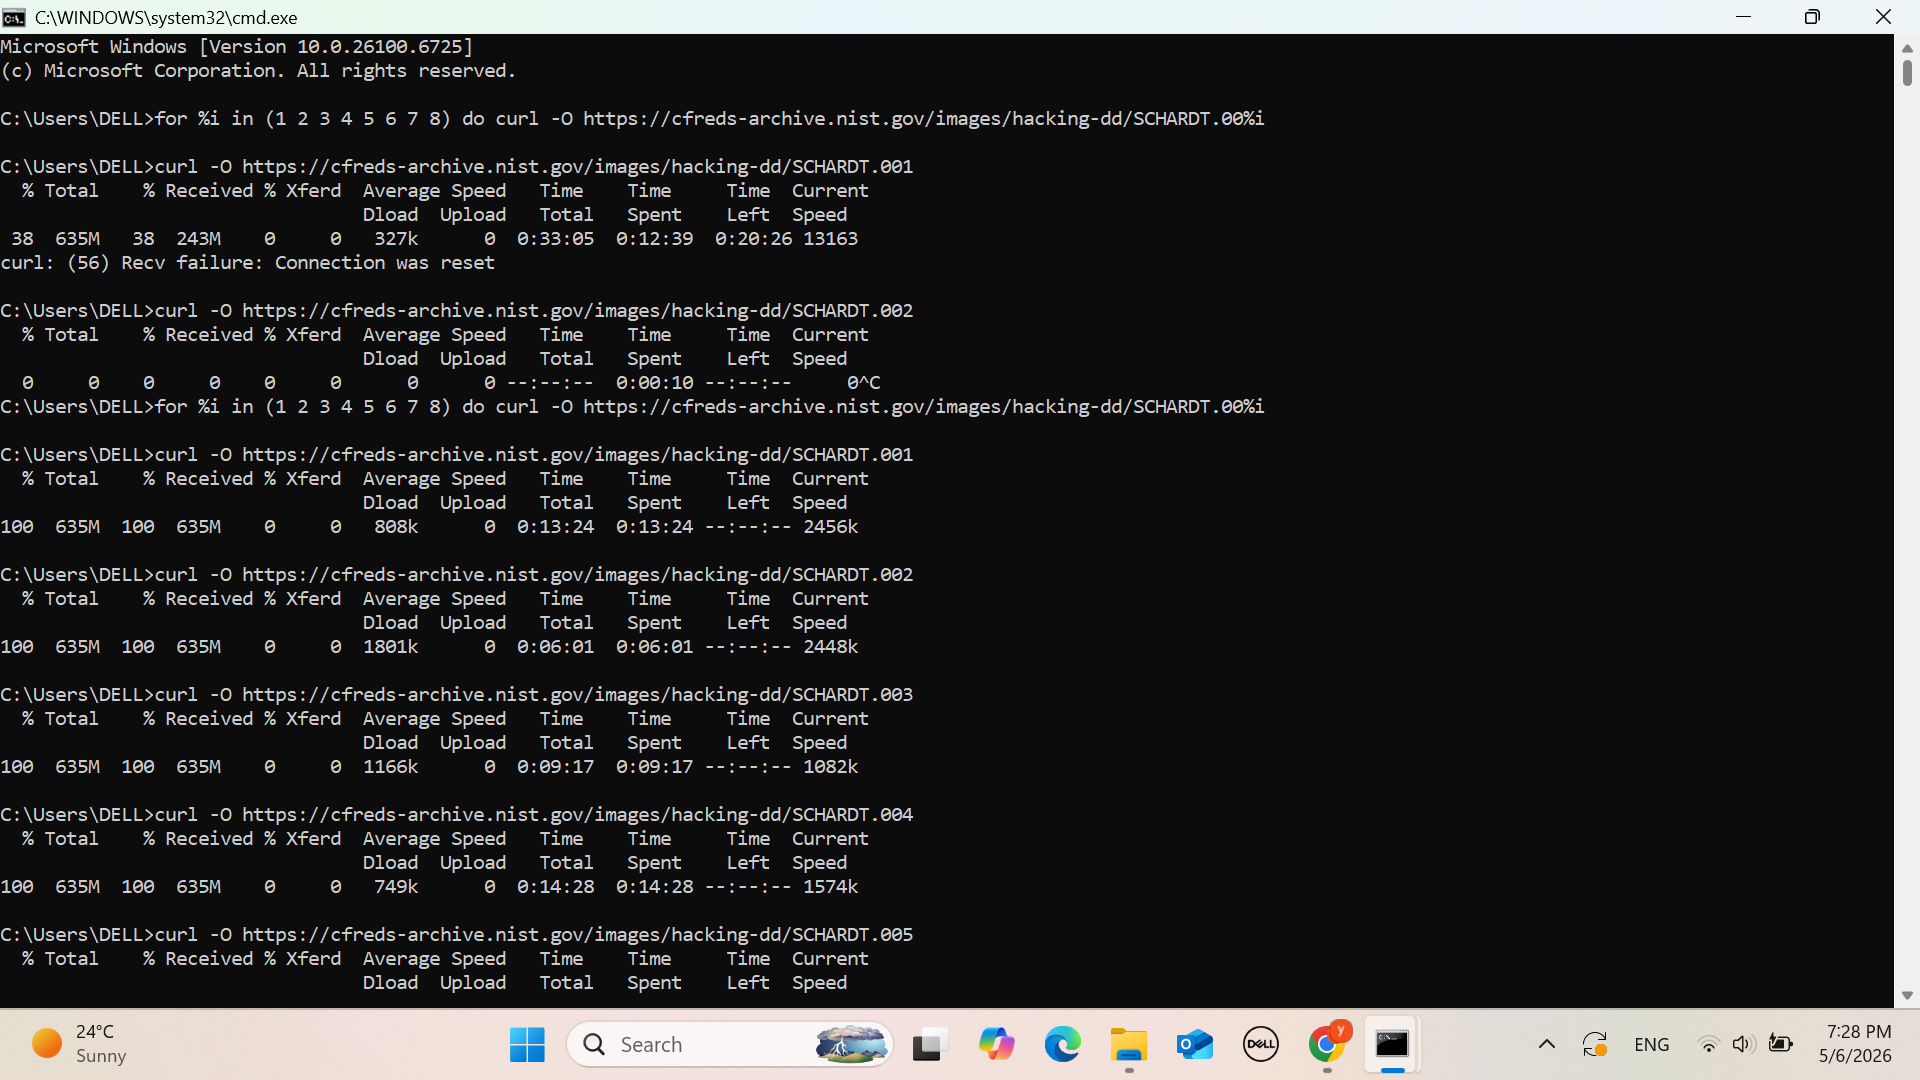 C:\WINDOWS\system32\cmd.exe
Microsoft Windows [Version 10.0.26100.6725]
(c) Microsoft Corporation. All rights reserved.
C:\Users\DELL>for %i in (1 2 3 4 5 6 7 8) do curl -O https://cfreds-archive.nist.gov/images/hacking-dd/SCHARDT.00%i
C:\Users\DELL>curl -O https://cfreds-archive.nist.gov/images/hacking-dd/SCHARDT.001
  % Total    % Received % Xferd  Average Speed   Time    Time     Time  Current
                                 Dload  Upload   Total   Spent    Left  Speed
 38  635M   38  243M    0     0   327k      0  0:33:05  0:12:39  0:20:26 13163
curl: (56) Recv failure: Connection was reset
C:\Users\DELL>curl -O https://cfreds-archive.nist.gov/images/hacking-dd/SCHARDT.002
  % Total    % Received % Xferd  Average Speed   Time    Time     Time  Current
                                 Dload  Upload   Total   Spent    Left  Speed
  0     0   0     0    0     0      0      0 --:--:--  0:00:10 --:--:--     0^C
C:\Users\DELL>for %i in (1 2 3 4 5 6 7 8) do curl -O https://cfreds-archive.nist.gov/images/hacking-dd/SCHARDT.00%i
C:\Users\DELL>curl -O https://cfreds-archive.nist.gov/images/hacking-dd/SCHARDT.001
  % Total    % Received % Xferd  Average Speed   Time    Time     Time  Current
                                 Dload  Upload   Total   Spent    Left  Speed
100  635M  100  635M    0     0   808k      0  0:13:24  0:13:24 --:--:-- 2456k
C:\Users\DELL>curl -O https://cfreds-archive.nist.gov/images/hacking-dd/SCHARDT.002
  % Total    % Received % Xferd  Average Speed   Time    Time     Time  Current
                                 Dload  Upload   Total   Spent    Left  Speed
100  635M  100  635M    0     0  1801k      0  0:06:01  0:06:01 --:--:-- 2448k
C:\Users\DELL>curl -O https://cfreds-archive.nist.gov/images/hacking-dd/SCHARDT.003
  % Total    % Received % Xferd  Average Speed   Time    Time     Time  Current
                                 Dload  Upload   Total   Spent    Left  Speed
100  635M  100  635M    0     0  1166k      0  0:09:17  0:09:17 --:--:-- 1082k
C:\Users\DELL>curl -O https://cfreds-archive.nist.gov/images/hacking-dd/SCHARDT.004
  % Total    % Received % Xferd  Average Speed   Time    Time     Time  Current
                                 Dload  Upload   Total   Spent    Left  Speed
100  635M  100  635M    0     0   749k      0  0:14:28  0:14:28 --:--:-- 1574k
C:\Users\DELL>curl -O https://cfreds-archive.nist.gov/images/hacking-dd/SCHARDT.005
  % Total    % Received % Xferd  Average Speed   Time    Time     Time  Current
                                 Dload  Upload   Total   Spent    Left  Speed
24°C
Sunny
Search
DELL
y
ENG
7:28 PM
5/6/2026